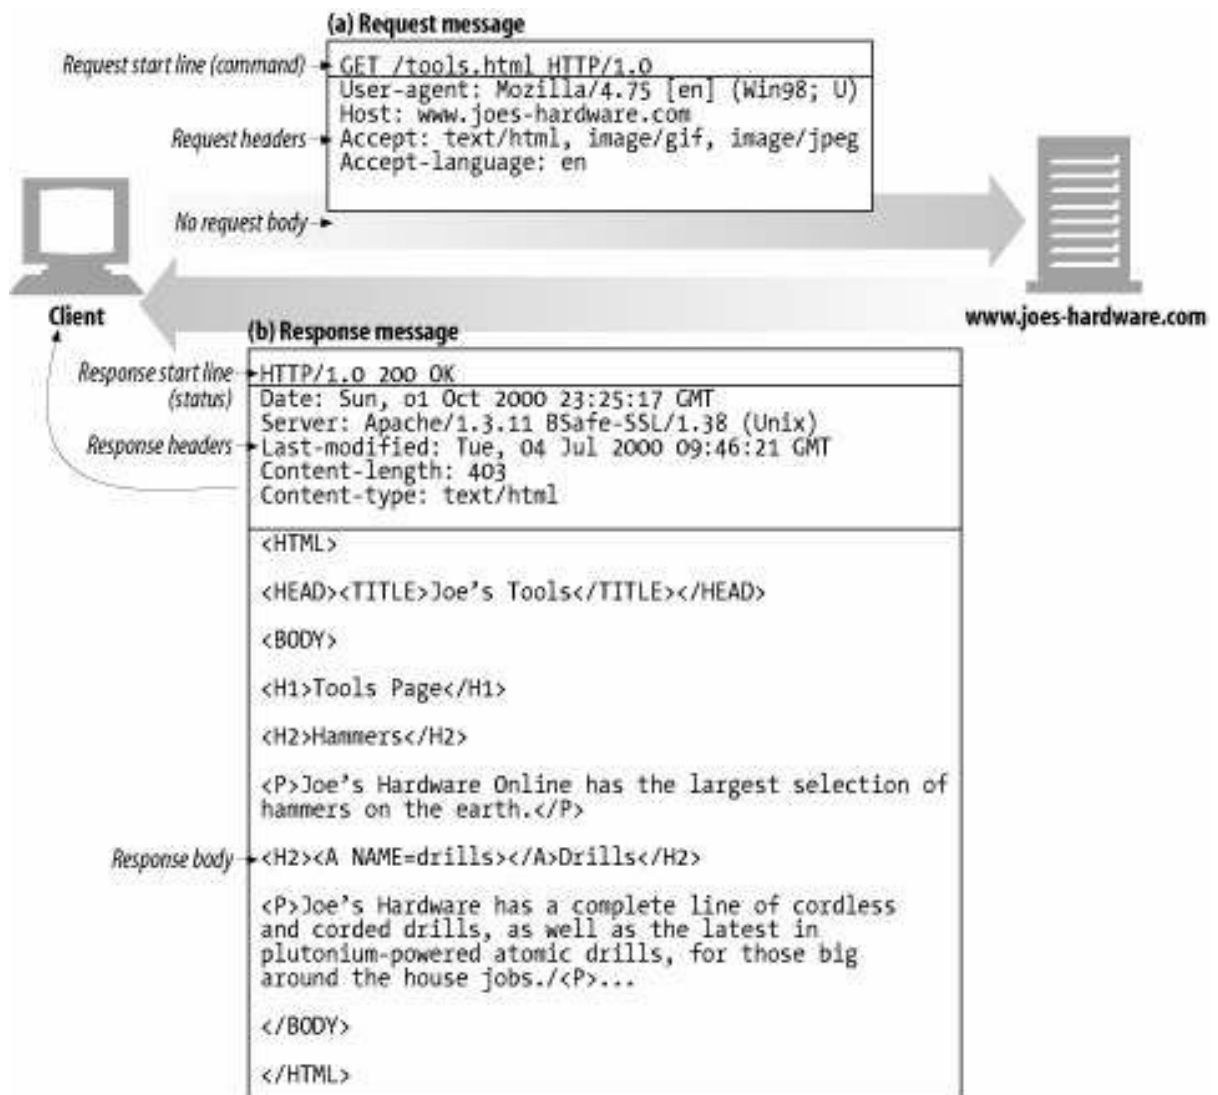 (a) Request message
Request start line (command)
GET /tools.html HTTP/1.0
User-agent: Mozilla/4.75 [en] (Win98; U)
Host: www.joes-hardware.com
Request headers
Accept: text/html, image/gif, image/jpeg
Accept-language: en
No request body
Client
www.joes-hardware.com
(b) Response message
Response start line
(status)
HTTP/1.0 200 OK
Date: Sun, 01 Oct 2000 23:25:17 GMT
Server: Apache/1.3.11 BSafe-SSL/1.38 (Unix)
Response headers
Last-modified: Tue, 04 Jul 2000 09:46:21 GMT
Content-length: 403
Content-type: text/html
<HTML>
<HEAD><TITLE>Joe's Tools</TITLE></HEAD>
<BODY>
<H1>Tools Page</H1>
<H2>Hammers</H2>
<P>Joe's Hardware Online has the largest selection of
hammers on the earth.</P>
Response body
<H2><A NAME=drills></A>Drills</H2>
<P>Joe's Hardware has a complete line of cordless
and corded drills, as well as the latest in
plutonium-powered atomic drills, for those big
around the house jobs./<P>...
</BODY>
</HTML>